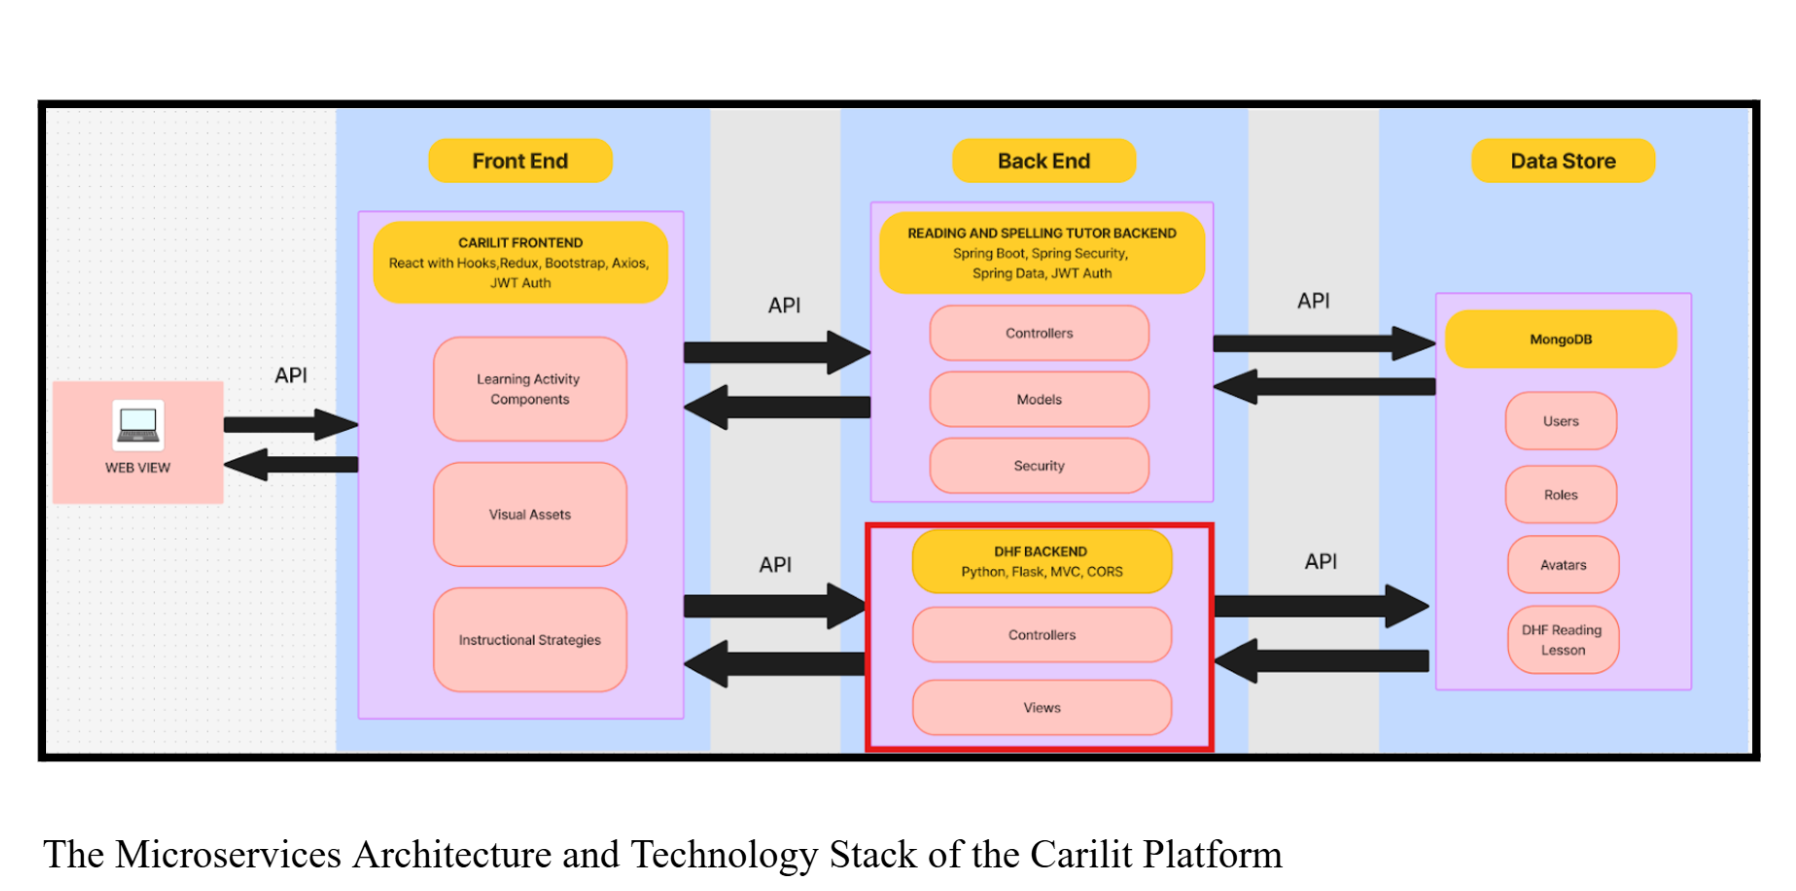 Front End
Back End
Data Store
CARILIT FRONTEND
React with Hooks,Redux, Bootstrap, Axios,
JWT Auth
READING AND SPELLING TUTOR BACKEND
Spring Boot, Spring Security,
Spring Data, JWT Auth
API
API
API
WEB VIEW
Learning Activity
Components
Visual Assets
Instructional Strategies
Controllers
Models
Security
MongoDB
Users
Roles
Avatars
DHF Reading
Lesson
API
API
DHF BACKEND
Python, Flask, MVC, CORS
Controllers
Views
The Microservices Architecture and Technology Stack of the Carilit Platform